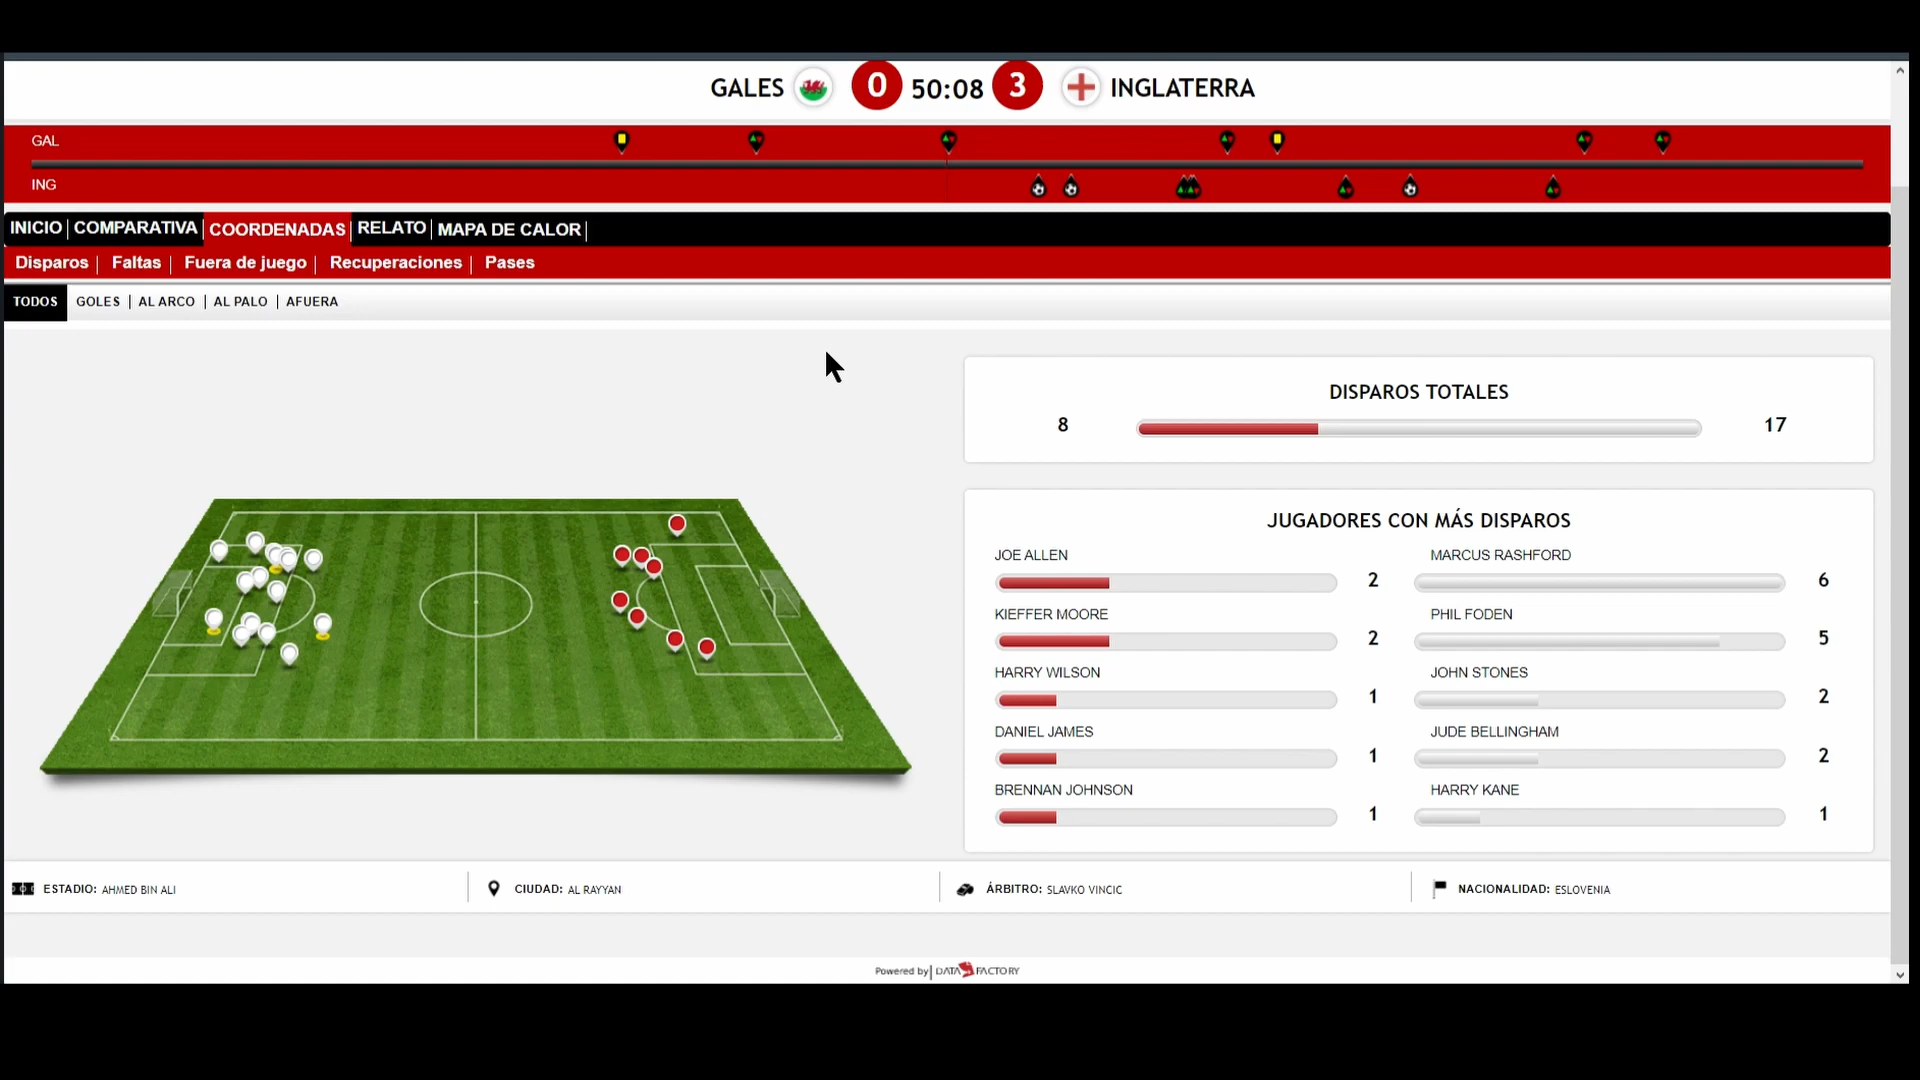 GALES 0 50:08 3 INGLATERRA
GAL
ING
INICIO COMPARATIVA COORDENADAS RELATO MAPA DE CALOR
Disparos Faltas Fuera de juego Recuperaciones Pases
TODOS GOLES AL ARCO AL PALO AFUERA
DISPAROS TOTALES
8 17
JUGADORES CON MÁS DISPAROS
JOE ALLEN MARCUS RASHFORD
2 6
KIEFFER MOORE PHIL FODEN
2 5
HARRY WILSON JOHN STONES
1 2
DANIEL JAMES JUDE BELLINGHAM
1 2
BRENNAN JOHNSON HARRY KANE
1 1
ESTADIO: AHMED BIN ALI CIUDAD: AL RAYYAN ÁRBITRO: SLAVKO VINCIC NACIONALIDAD: ESLOVENIA
Powered by DATA FACTORY